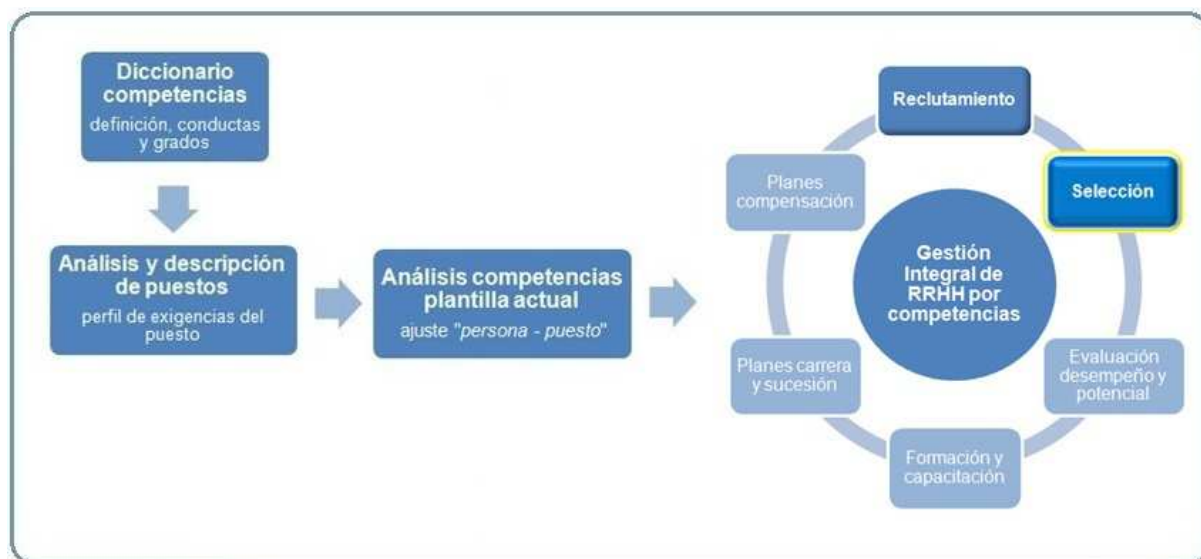 Diccionario
competencias
definición, conductas
y grados
Análisis y descripción
de puestos
perfil de exigencias del
puesto
Análisis competencias
plantilla actual
ajuste "persona - puesto"
Reclutamiento
Selección
Evaluación
desempeño y
potencial
Formación y
capacitación
Planes carrera
y sucesión
Planes
compensación
Gestión
Integral de
RRHH por
competencias